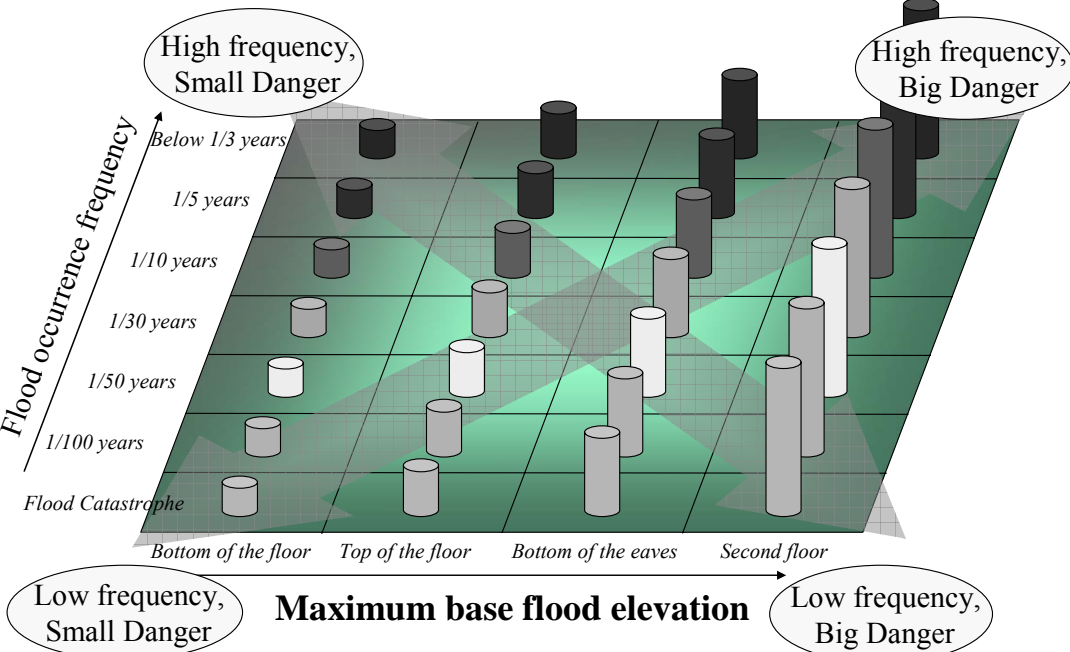 High frequency,
Small Danger
High frequency,
Big Danger
Flood occurrence frequency
Below 1/3 years
1/5 years
1/10 years
1/30 years
1/50 years
1/100 years
Flood Catastrophe
Bottom of the floor
Top of the floor
Bottom of the eaves
Second floor
Low frequency,
Small Danger
Maximum base flood elevation
Low frequency,
Big Danger